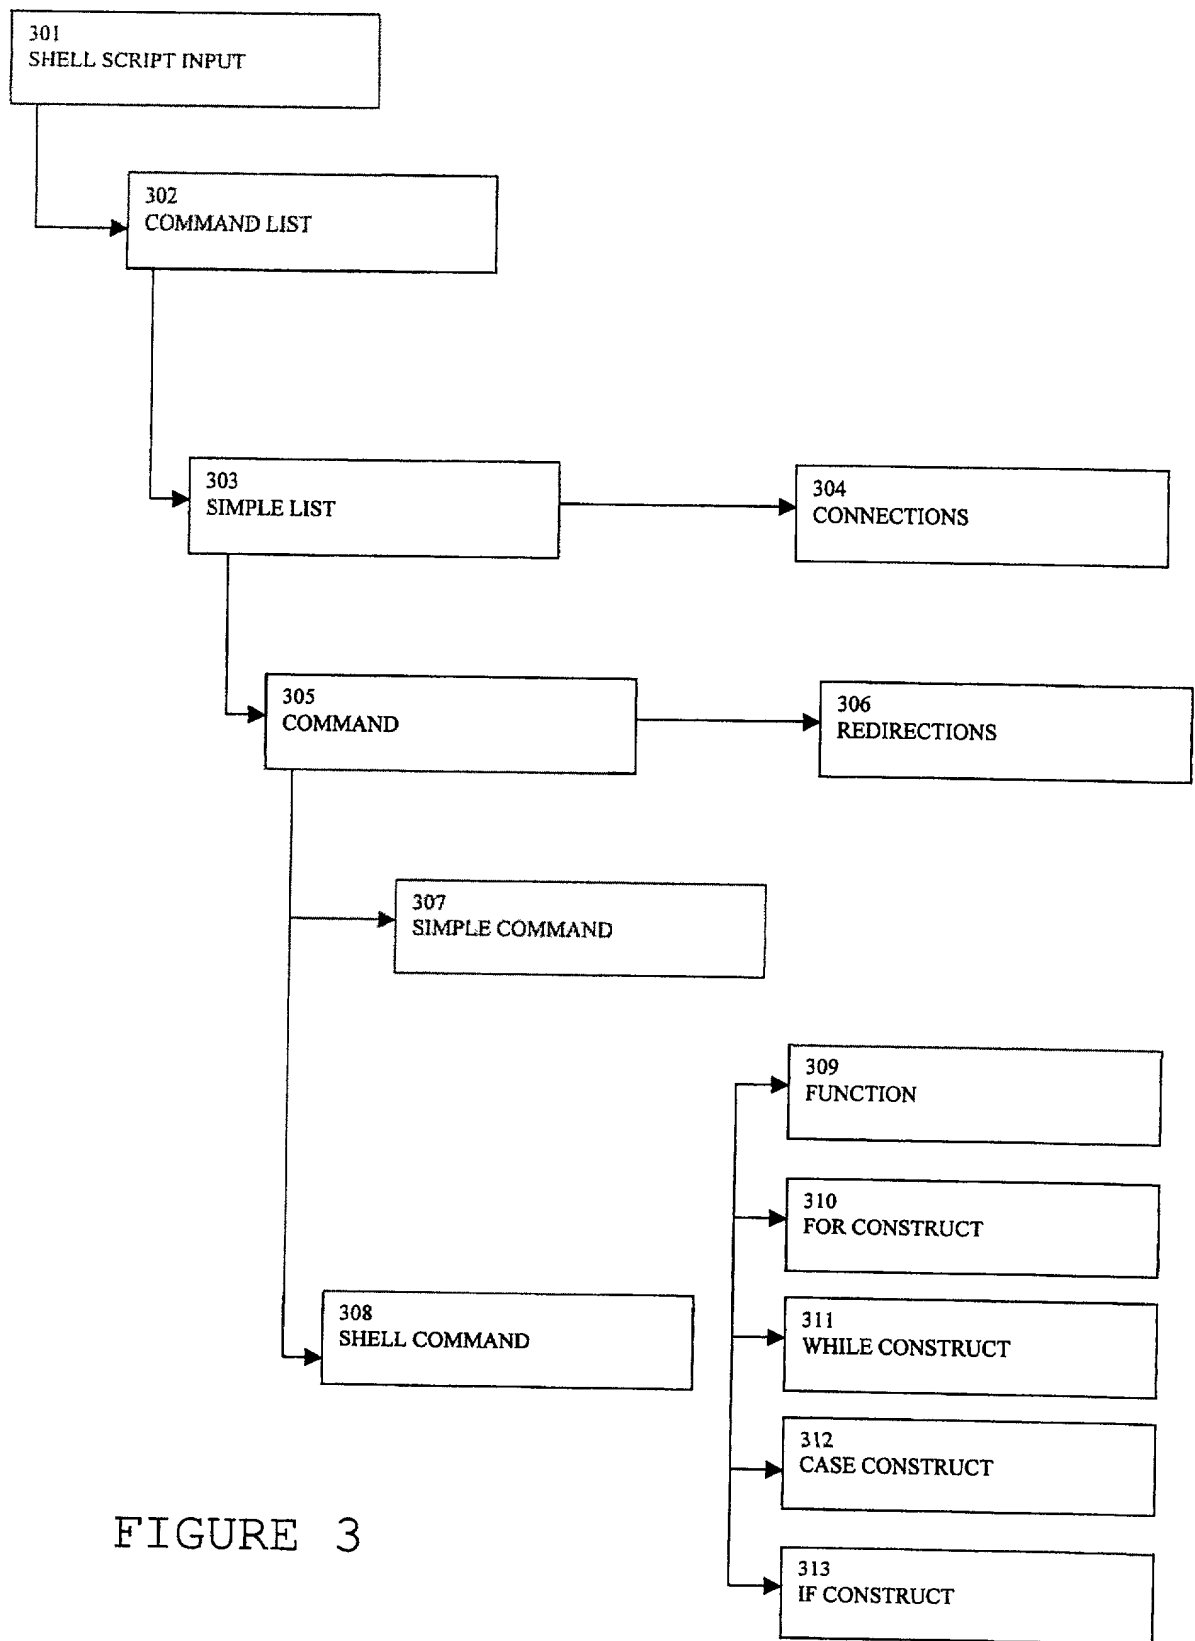 301
SHELL SCRIPT INPUT
302
COMMAND LIST
303
SIMPLE LIST
304
CONNECTIONS
305
COMMAND
306
REDIRECTIONS
307
SIMPLE COMMAND
308
SHELL COMMAND
309
FUNCTION
310
FOR CONSTRUCT
311
WHILE CONSTRUCT
312
CASE CONSTRUCT
313
IF CONSTRUCT
FIGURE 3